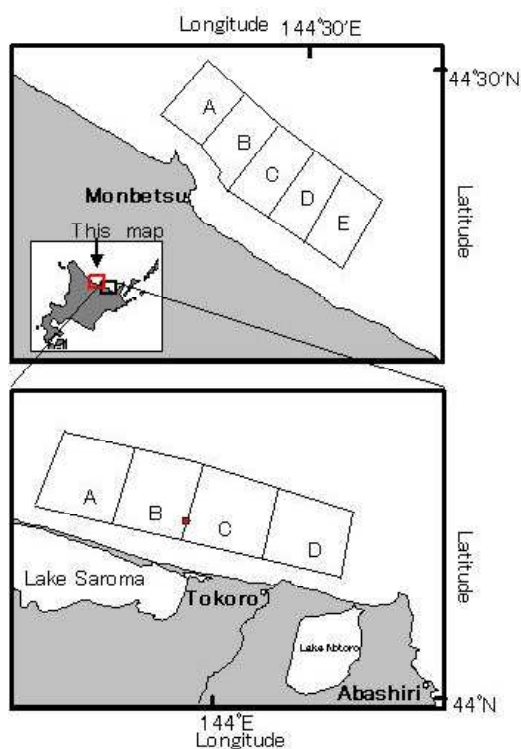 Longitude 144°30'E
44°30'N
A
B
C
D
E
Monbetsu
Latitude
This map
A
B
C
D
Lake Saroma
Tokoro
Lake Notoro
Abashiri
Latitude
44°N
144°E
Longitude